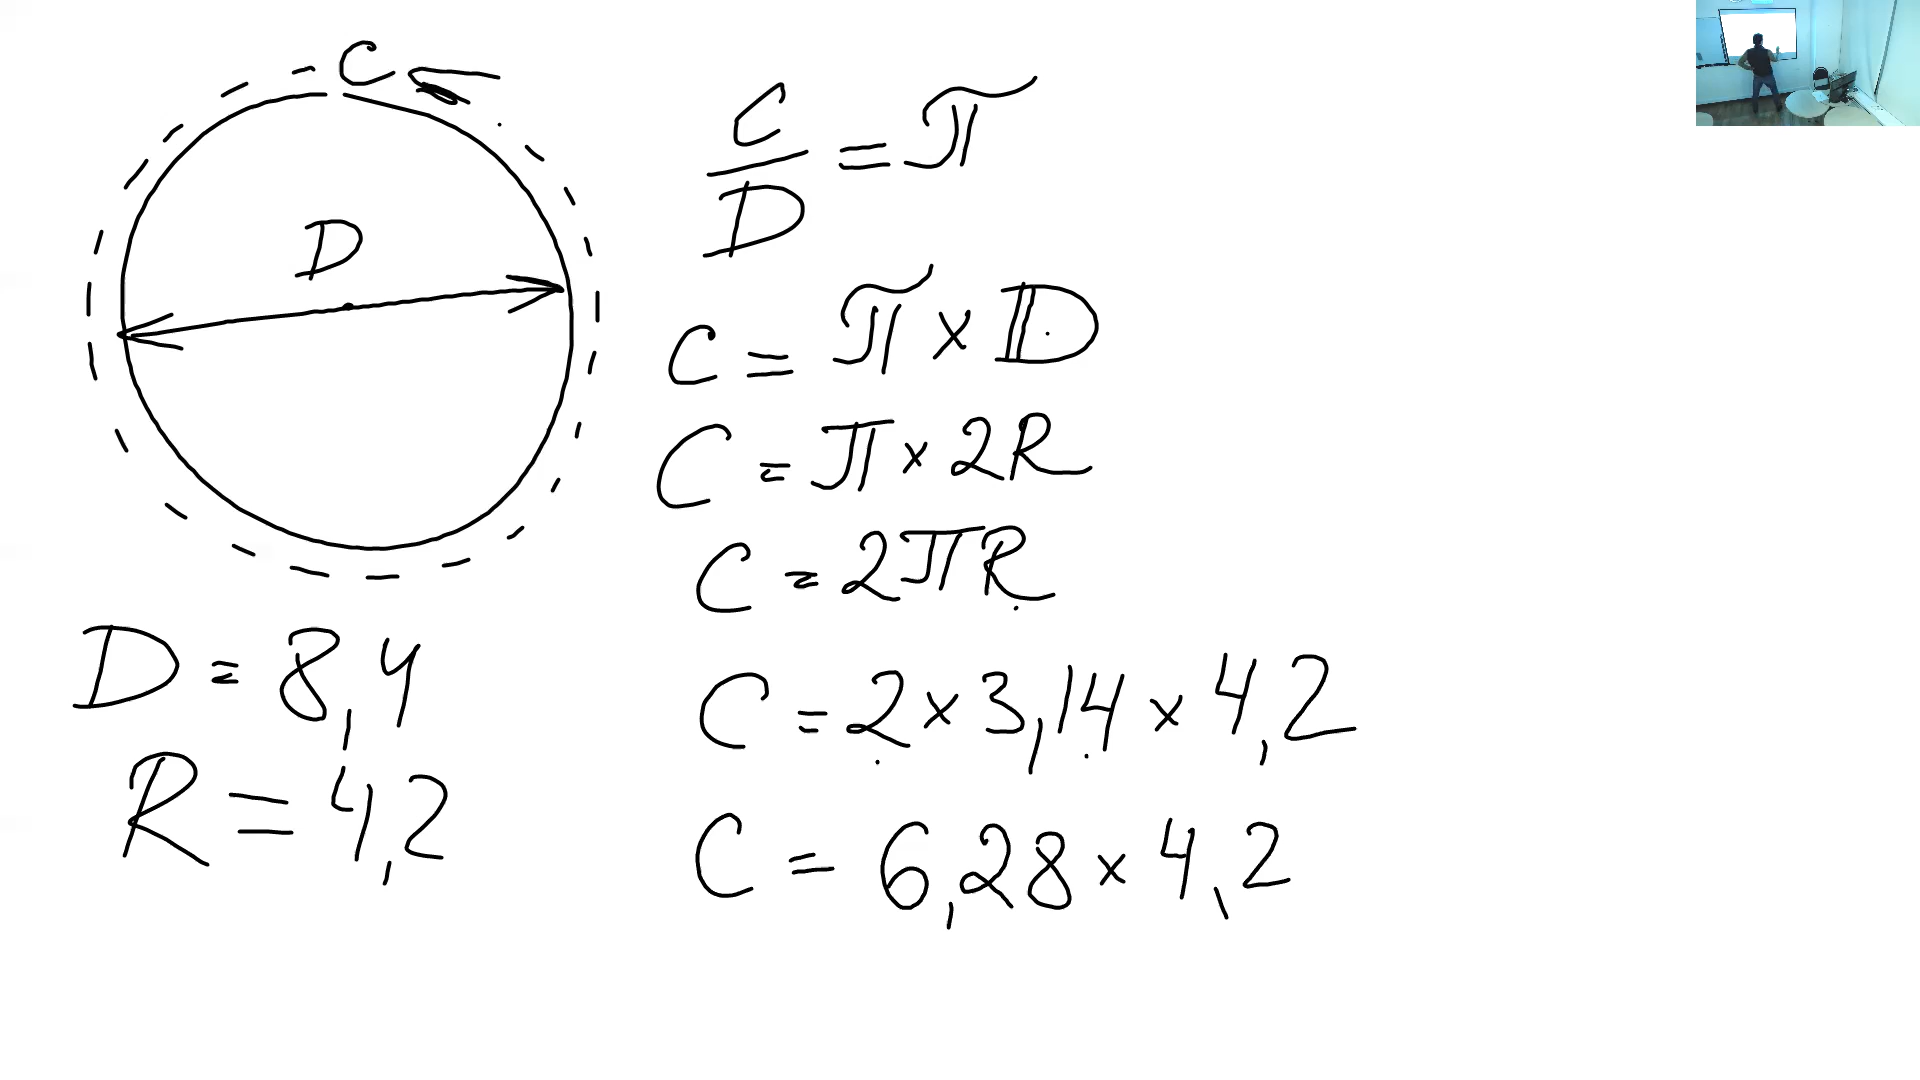 C
D
D = 8,4
R = 4,2
C/D = π
C = π × D
C = π × 2R
C = 2πR
C = 2 × 3,14 × 4,2
C = 6,28 × 4,2